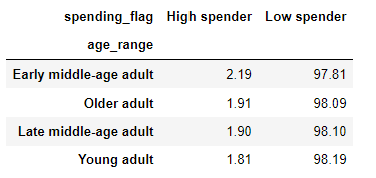 spending_flag High spender Low spender
age_range
Early middle-age adult 2.19 97.81
Older adult 1.91 98.09
Late middle-age adult 1.90 98.10
Young adult 1.81 98.19